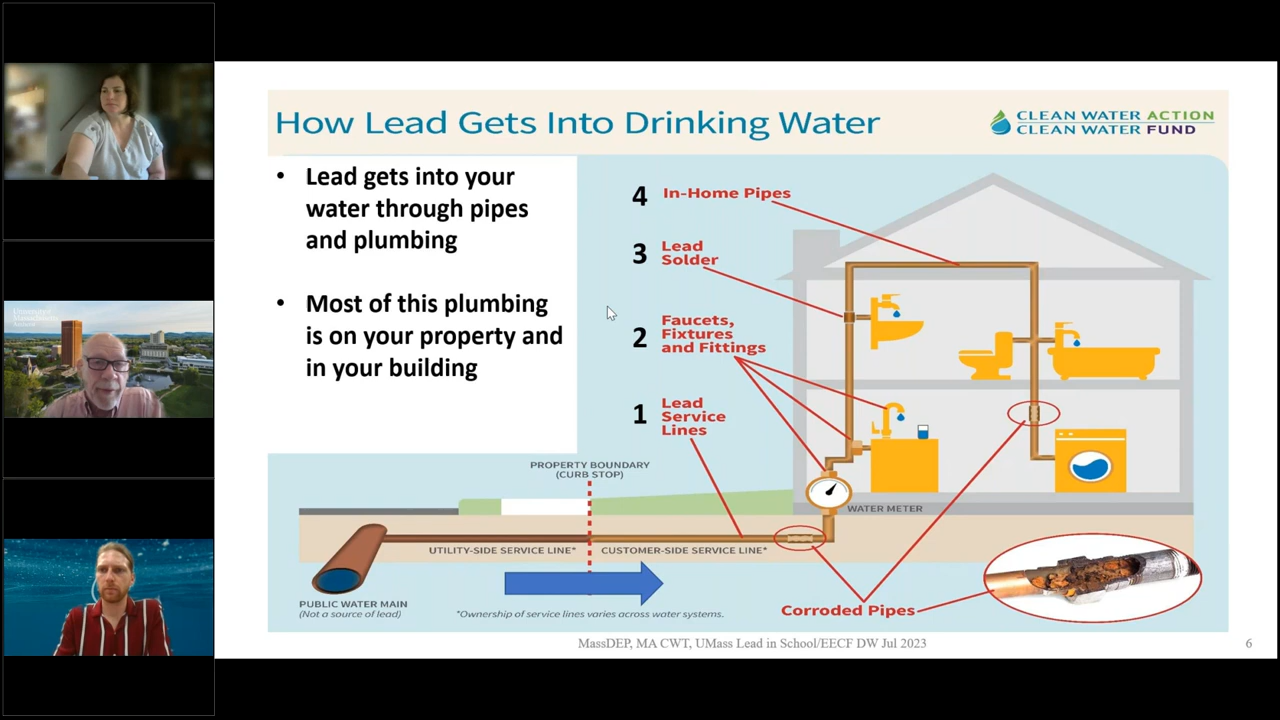 How Lead Gets Into Drinking Water
CLEAN WATER ACTION
CLEAN WATER FUND
• Lead gets into your
water through pipes
and plumbing
• Most of this plumbing
is on your property and
in your building
4 In-Home Pipes
3 Lead
Solder
2 Faucets,
Fixtures
and Fittings
1 Lead
Service
Lines
PROPERTY BOUNDARY
(CURB STOP)
WATER METER
UTILITY-SIDE SERVICE LINE*
CUSTOMER-SIDE SERVICE LINE*
PUBLIC WATER MAIN
(Not a source of lead)
*Ownership of service lines varies across water systems.
Corroded Pipes
MassDEP, MA CWT, UMass Lead in School/EECF DW Jul 2023
6
University of
Massachusetts
Amherst